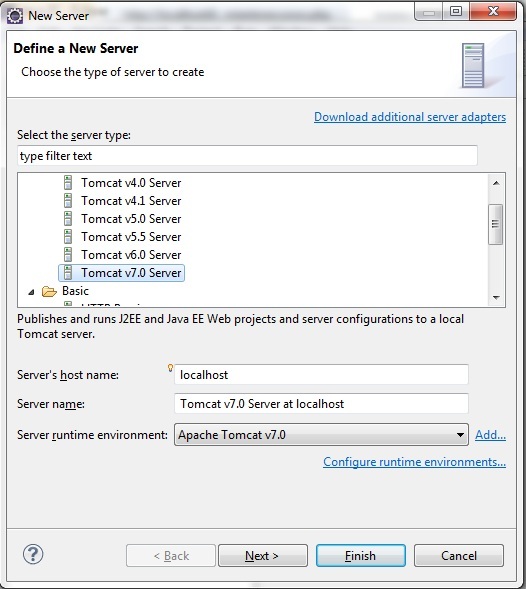 New Server
Define a New Server
Choose the type of server to create
Download additional server adapters
Select the server type:
type filter text
Tomcat v4.0 Server
Tomcat v4.1 Server
Tomcat v5.0 Server
Tomcat v5.5 Server
Tomcat v6.0 Server
Tomcat v7.0 Server
Basic
Publishes and runs J2EE and Java EE Web projects and server configurations to a local
Tomcat server.
Server's host name: localhost
Server name: Tomcat v7.0 Server at localhost
Server runtime environment: Apache Tomcat v7.0 Add...
Configure runtime environments...
? < Back Next > Finish Cancel